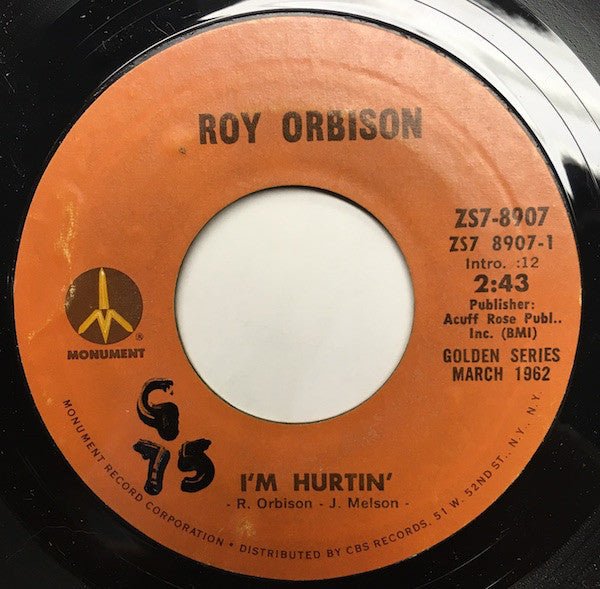 ROY ORBISON
ZS7-8907
ZS7 8907-1
Intro. :12
2:43
Publisher:
Acuff Rose Publ..
Inc. (BMI)
GOLDEN SERIES
MARCH 1962
®
MONUMENT
G
75
I'M HURTIN'
- R. Orbison - J. Melson -
MONUMENT RECORD CORPORATION • DISTRIBUTED BY CBS RECORDS, 51 W. 52ND ST., N.Y., N.Y.